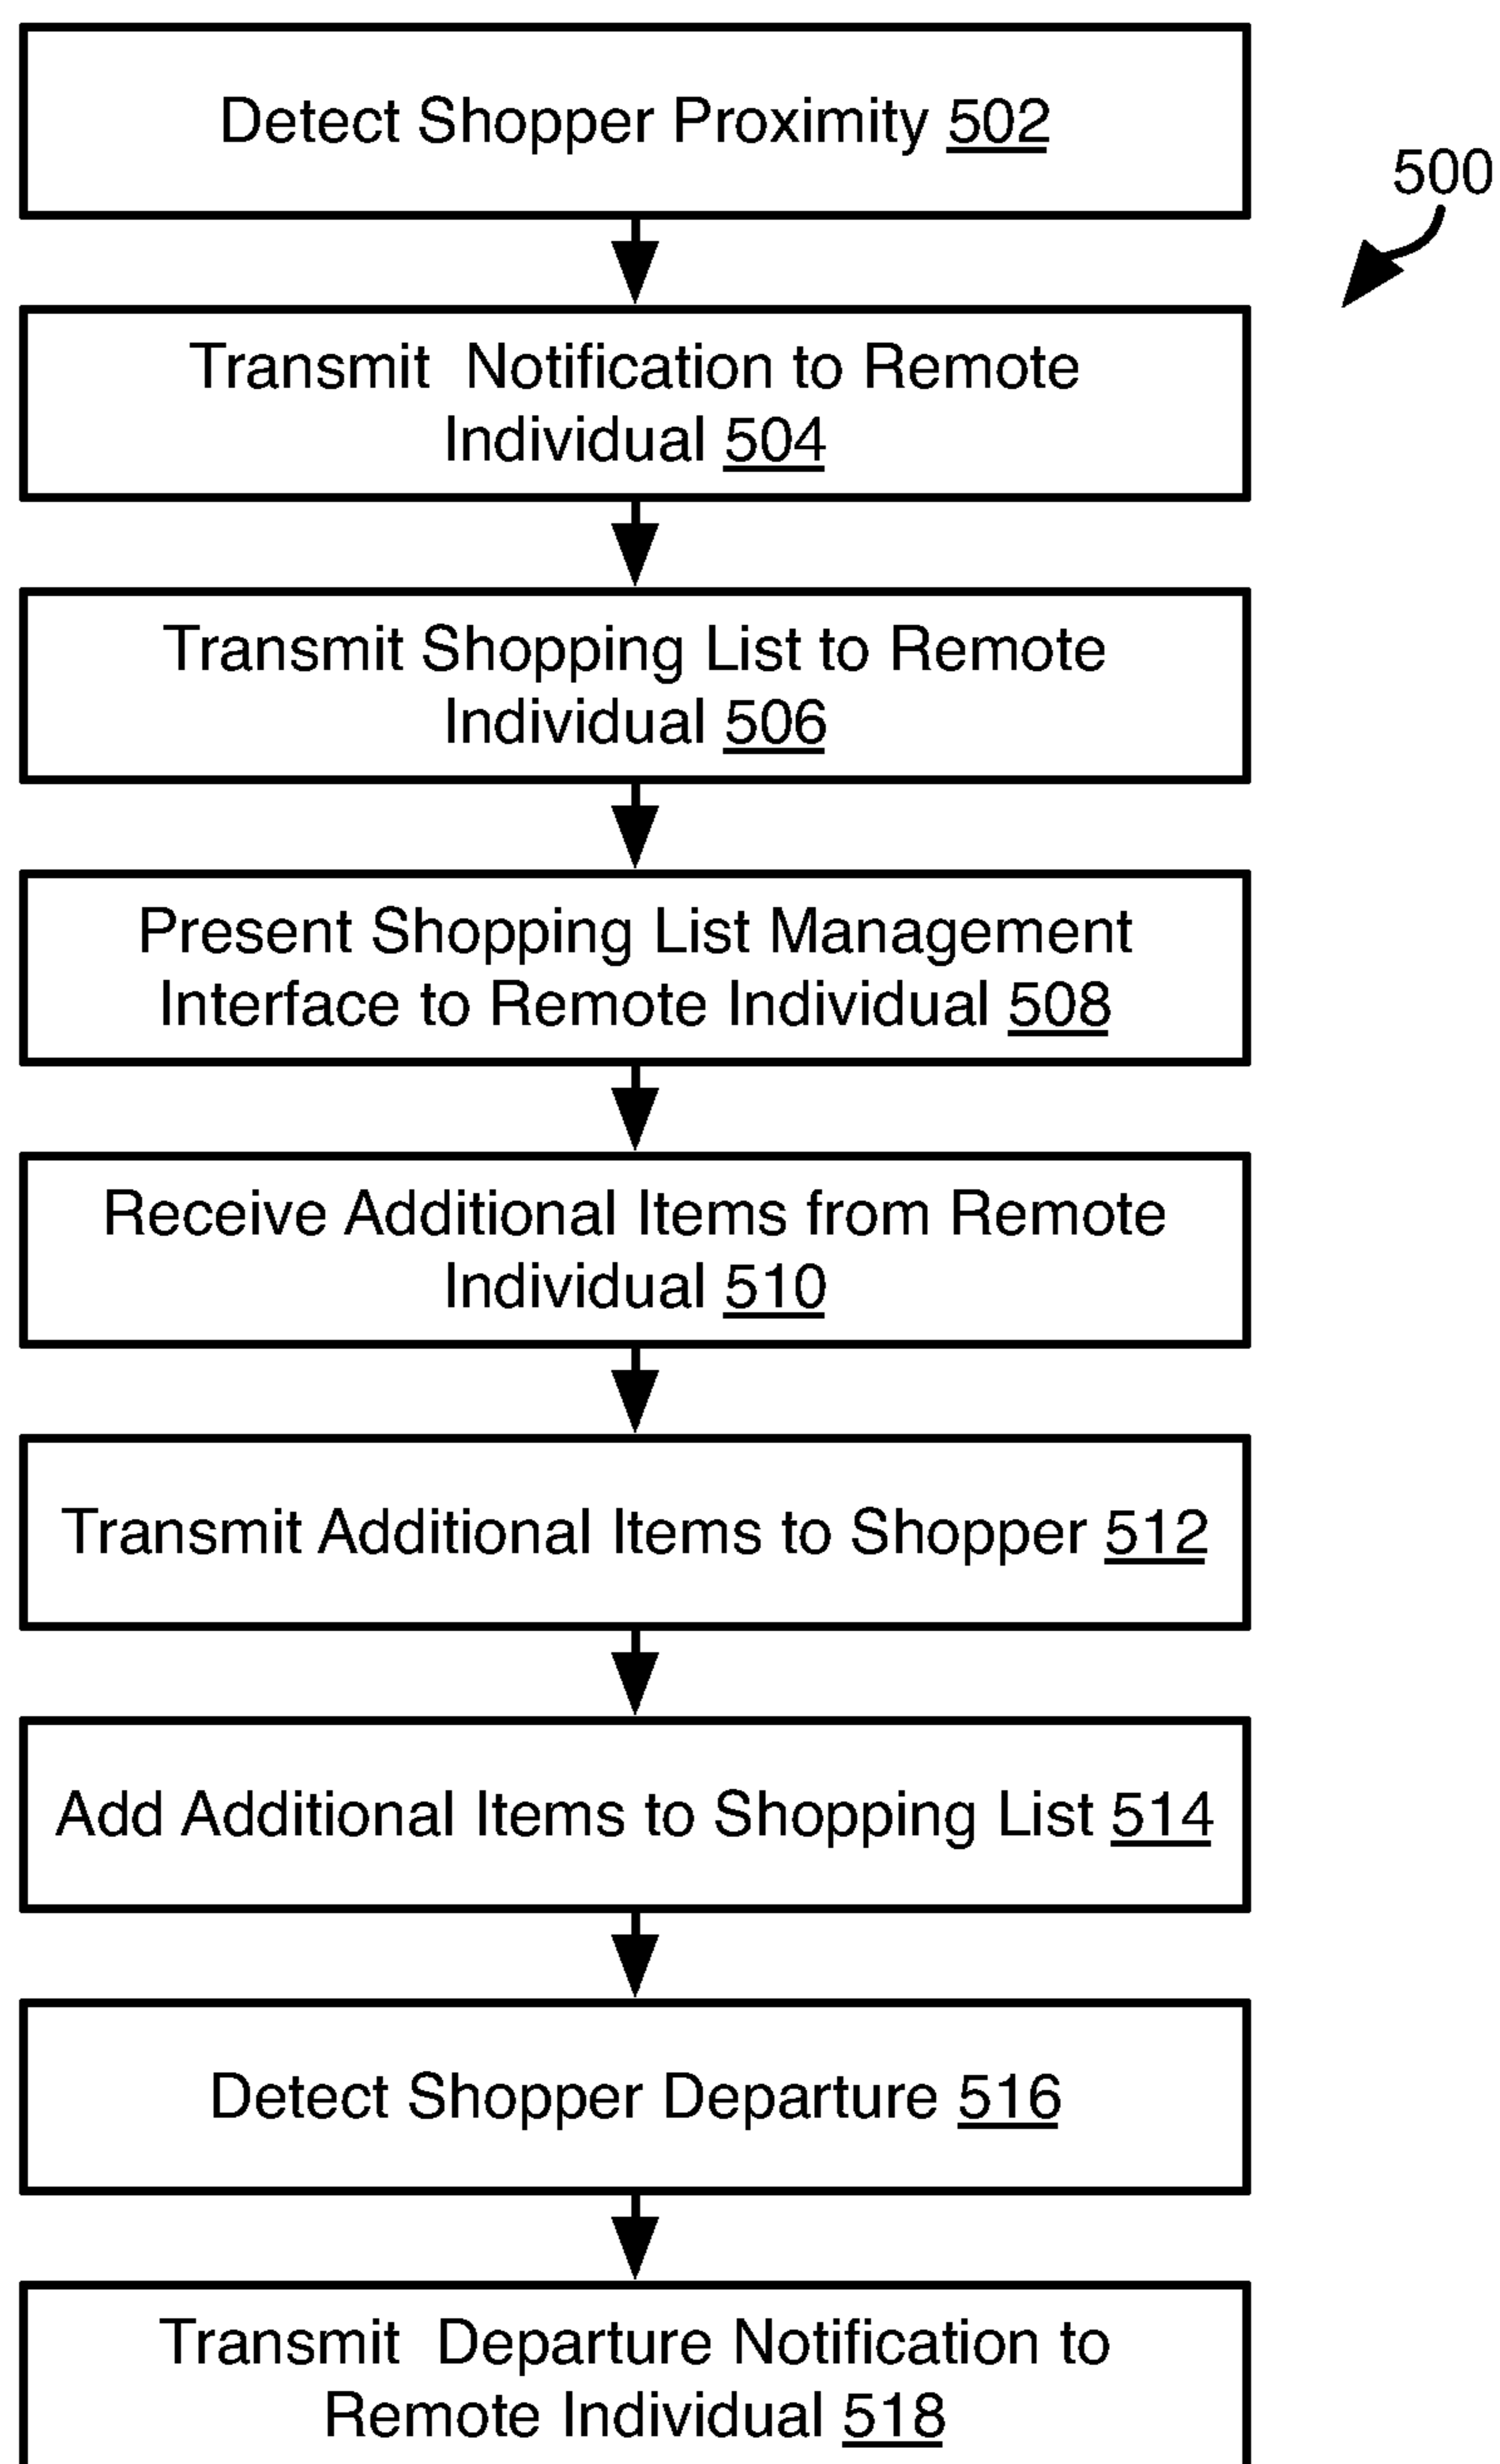 Detect Shopper Proximity 502
500
Transmit Notification to Remote
Individual 504
Transmit Shopping List to Remote
Individual 506
Present Shopping List Management
Interface to Remote Individual 508
Receive Additional Items from Remote
Individual 510
Transmit Additional Items to Shopper 512
Add Additional Items to Shopping List 514
Detect Shopper Departure 516
Transmit Departure Notification to
Remote Individual 518